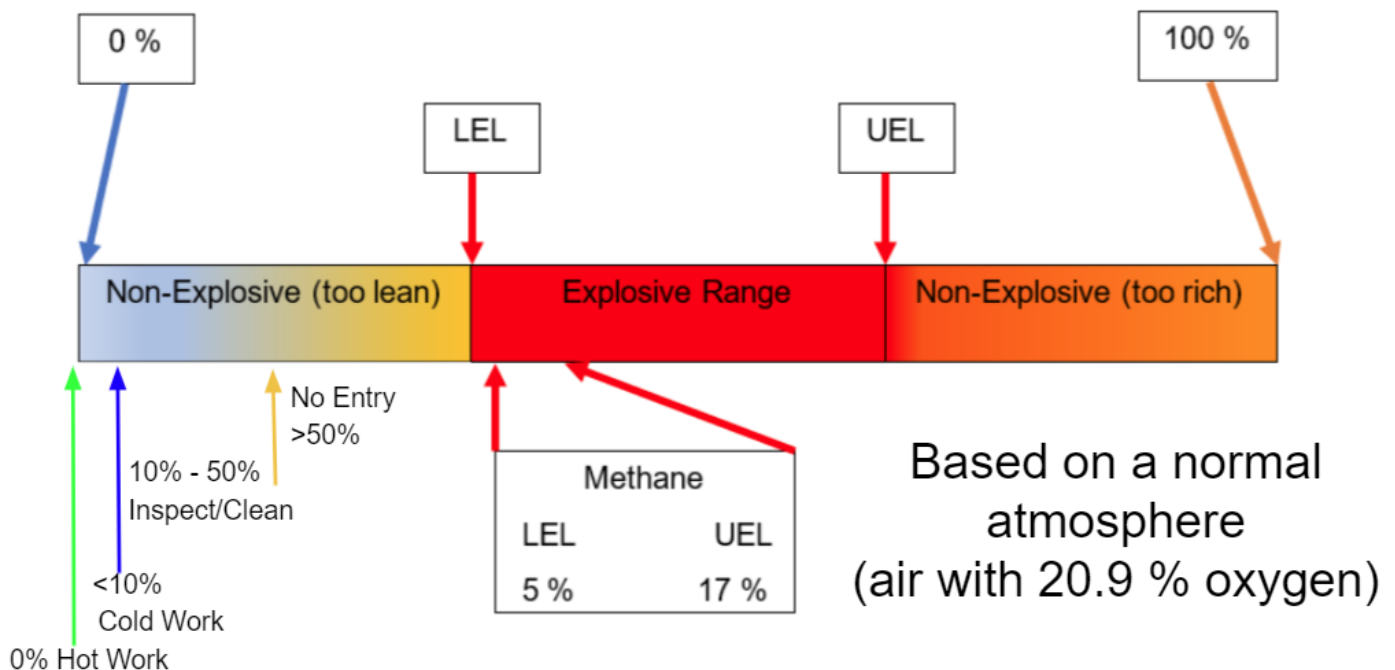 0 %
100 %
LEL
UEL
Non-Explosive (too lean)
Explosive Range
Non-Explosive (too rich)
No Entry
>50%
10% - 50%
Inspect/Clean
<10%
Cold Work
0% Hot Work
Methane
LEL UEL
5 % 17 %
Based on a normal
atmosphere
(air with 20.9 % oxygen)